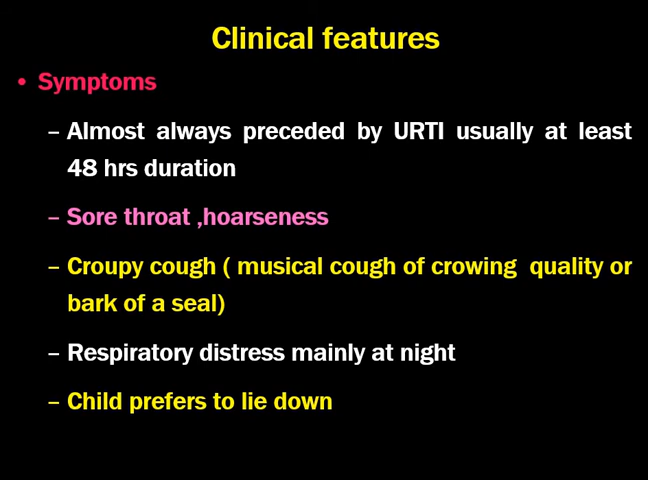 Clinical features
• Symptoms
– Almost always preceded by URTI usually at least
48 hrs duration
– Sore throat ,hoarseness
– Croupy cough ( musical cough of crowing quality or
bark of a seal)
– Respiratory distress mainly at night
– Child prefers to lie down